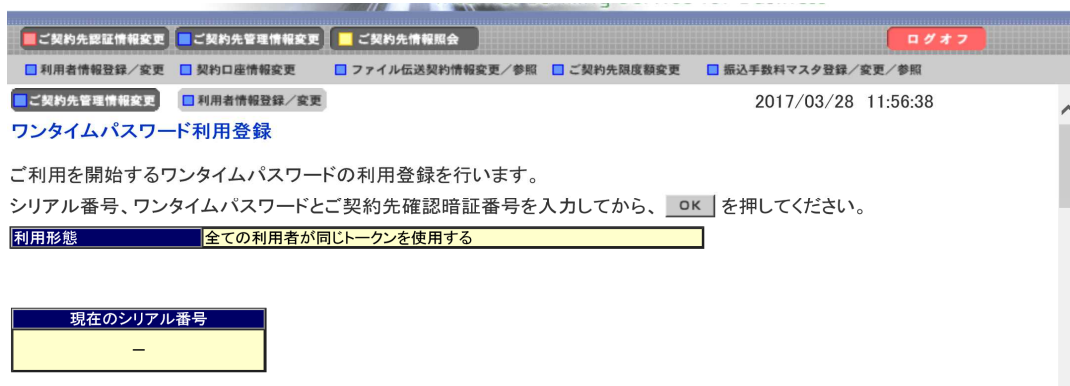 ご契約先認証情報変更 ご契約先管理情報変更 ご契約先情報照会 ログオフ
利用者情報登録／変更 契約口座情報変更 ファイル伝送契約情報変更／参照 ご契約先限度額変更 振込手数料マスタ登録／変更／参照
ご契約先管理情報変更 利用者情報登録／変更 2017/03/28 11:56:38
ワンタイムパスワード利用登録
ご利用を開始するワンタイムパスワードの利用登録を行います。
シリアル番号、ワンタイムパスワードとご契約先確認暗証番号を入力してから、 OK を押してください。
利用形態 全ての利用者が同じトークンを使用する
現在のシリアル番号
－